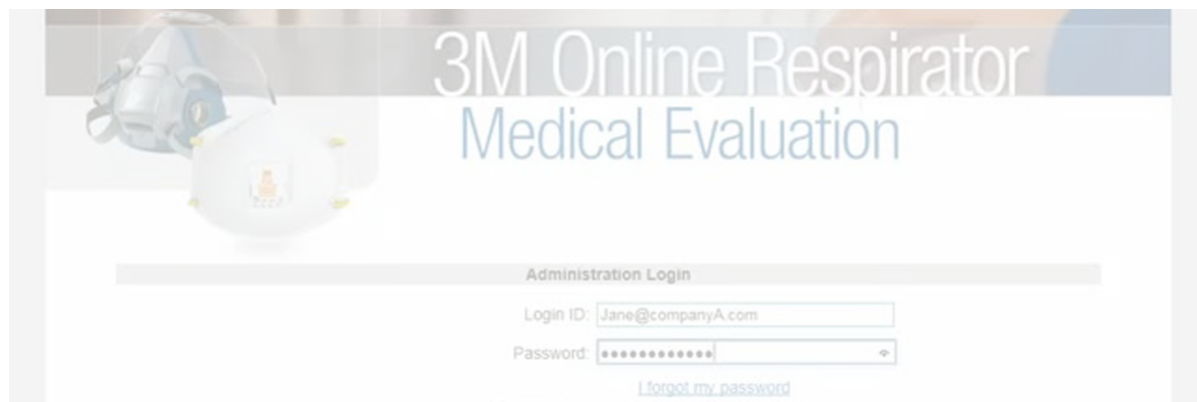 3M Online Respirator
Medical Evaluation
Administration Login
Login ID: Jane@companyA.com
Password: ●●●●●●●●●●●●
I forgot my password